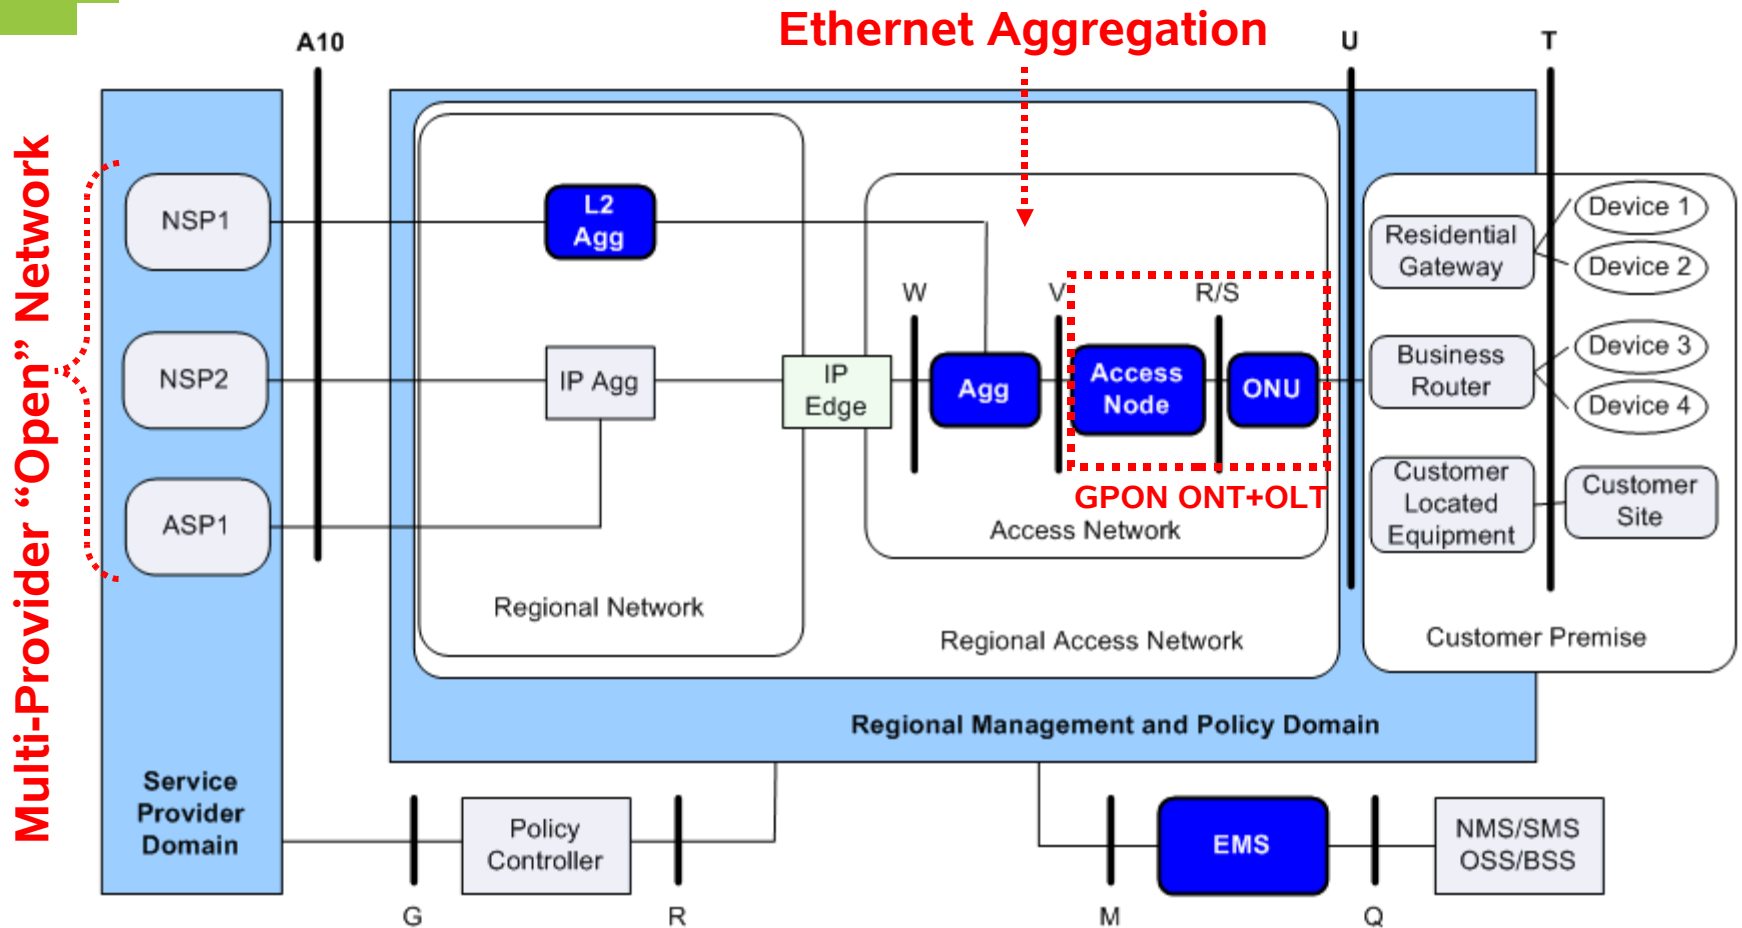 Ethernet Aggregation
A10
U
T
Multi-Provider “Open” Network
NSP1
L2
Agg
NSP2
IP Agg
IP
Edge
ASP1
W
V
R/S
Agg
Access
Node
ONU
GPON ONT+OLT
Access Network
Regional Network
Regional Access Network
Residential
Gateway
Device 1
Device 2
Business
Router
Device 3
Device 4
Customer
Located
Equipment
Customer
Site
Customer Premise
Regional Management and Policy Domain
Service
Provider
Domain
Policy
Controller
G
R
EMS
M
Q
NMS/SMS
OSS/BSS